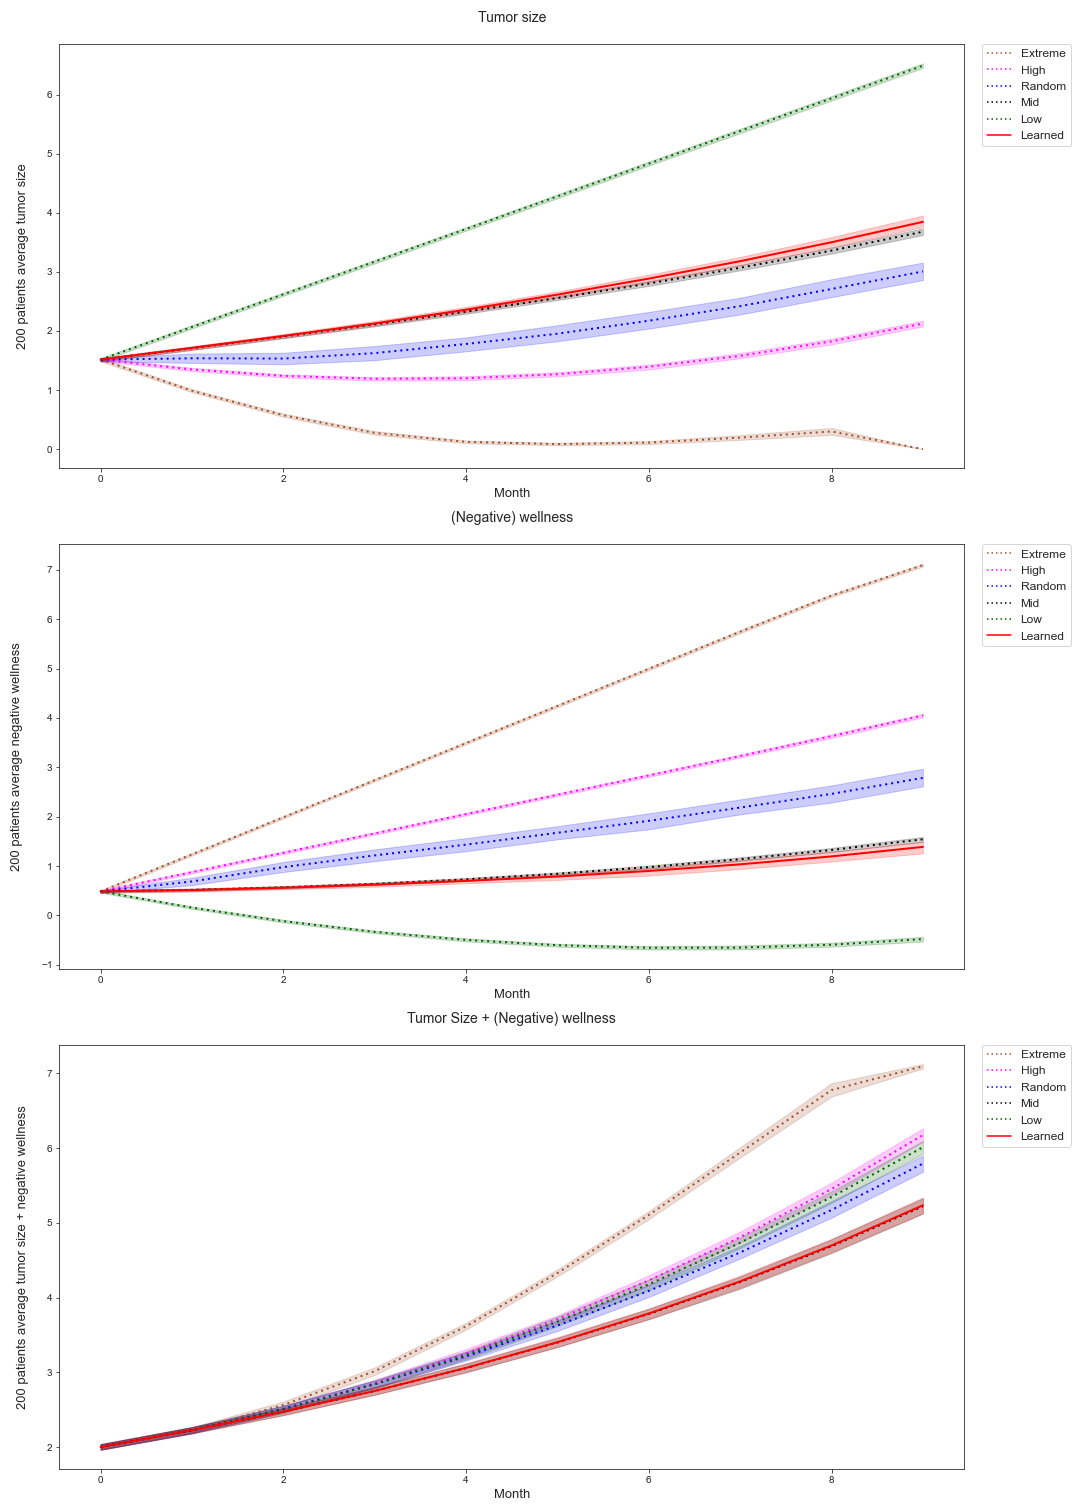 Tumor size
200 patients average tumor size
6
5
4
3
2
1
0
0 2 4 6 8
Month
Extreme
High
Random
Mid
Low
Learned
(Negative) wellness
200 patients average negative wellness
7
6
5
4
3
2
1
0
−1
0 2 4 6 8
Month
Extreme
High
Random
Mid
Low
Learned
Tumor Size + (Negative) wellness
200 patients average tumor size + negative wellness
7
6
5
4
3
2
0 2 4 6 8
Month
Extreme
High
Random
Mid
Low
Learned